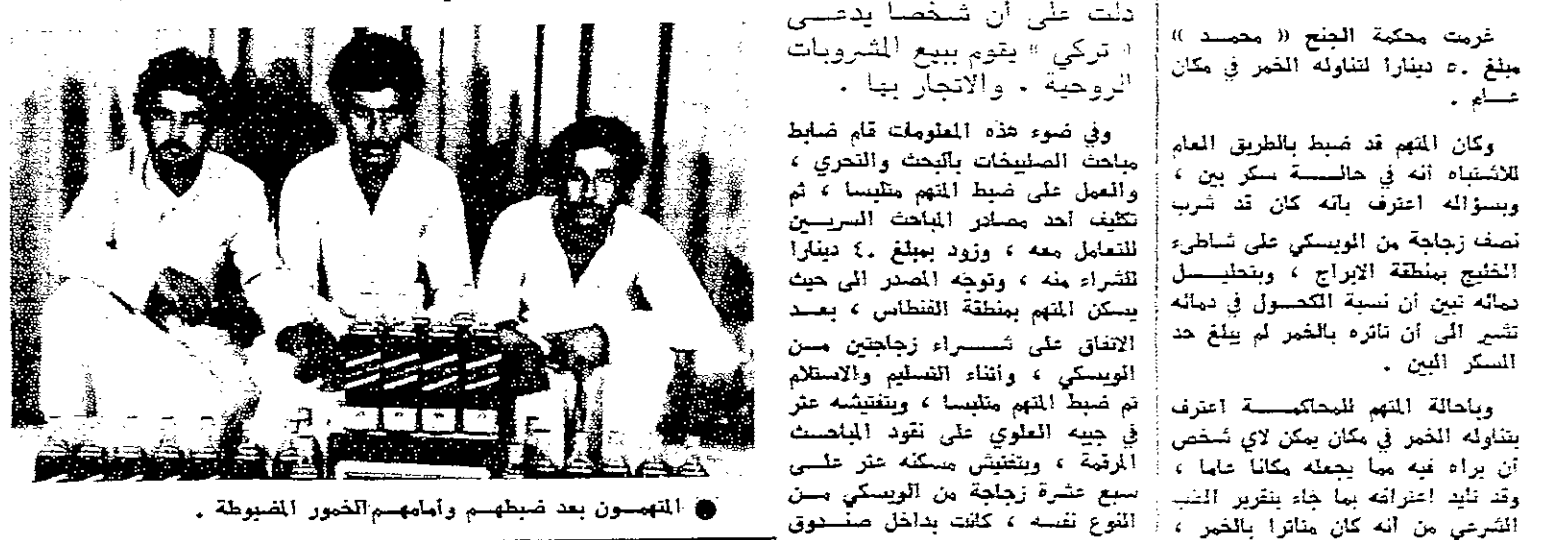 غرمت محكمة الجنح « محمد »
مبلغ ٥٠ دينارا لتناوله الخمر في مكان
عام .
وكان المتهم قد ضبط بالطريق العام
للاشتباه أنه في حالة سكر بين ،
وبسؤاله اعترف بأنه كان قد شرب
نصف زجاجة من الويسكي على شاطىء
الخليج بمنطقة الابراج ، وبتحليل
دمائه تبين أن نسبة الكحول في دمائه
تشير الى أن تاثره بالخمر لم يبلغ حد
السكر البين .
وباحالة المتهم للمحاكمة اعترف
بتناوله الخمر في مكان يمكن لاي شخص
أن يراه فيه مما يجعله مكانا عاما ،
وقد تايد اعترافه بما جاء بتقرير الطب
الشرعي من أنه كان متاثرا بالخمر ،
دلت على أن شخصا يدعى
« تركي » يقوم ببيع المشروبات
الروحية . والاتجار بها .
وفي ضوء هذه المعلومات قام ضابط
مباحث الصليبخات بالبحث والتحري ،
والعمل على ضبط المتهم متلبسا ، ثم
تكليف أحد مصادر المباحث السريين
للتعامل معه ، وزود بمبلغ ٤٠ دينارا
للشراء منه ، وتوجه المصدر الى حيث
يسكن المتهم بمنطقة الفنطاس ، بعد
الاتفاق على شراء زجاجتين من
الويسكي ، وأثناء التسليم والاستلام
تم ضبط المتهم متلبسا ، وبتفتيشه عثر
في جيبه العلوي على نقود المباحث
المرقمة ، وبتفتيش مسكنه عثر على
سبع عشرة زجاجة من الويسكي من
النوع نفسه ، كانت بداخل صندوق
● المتهمون بعد ضبطهم وأمامهم الخمور المضبوطة .